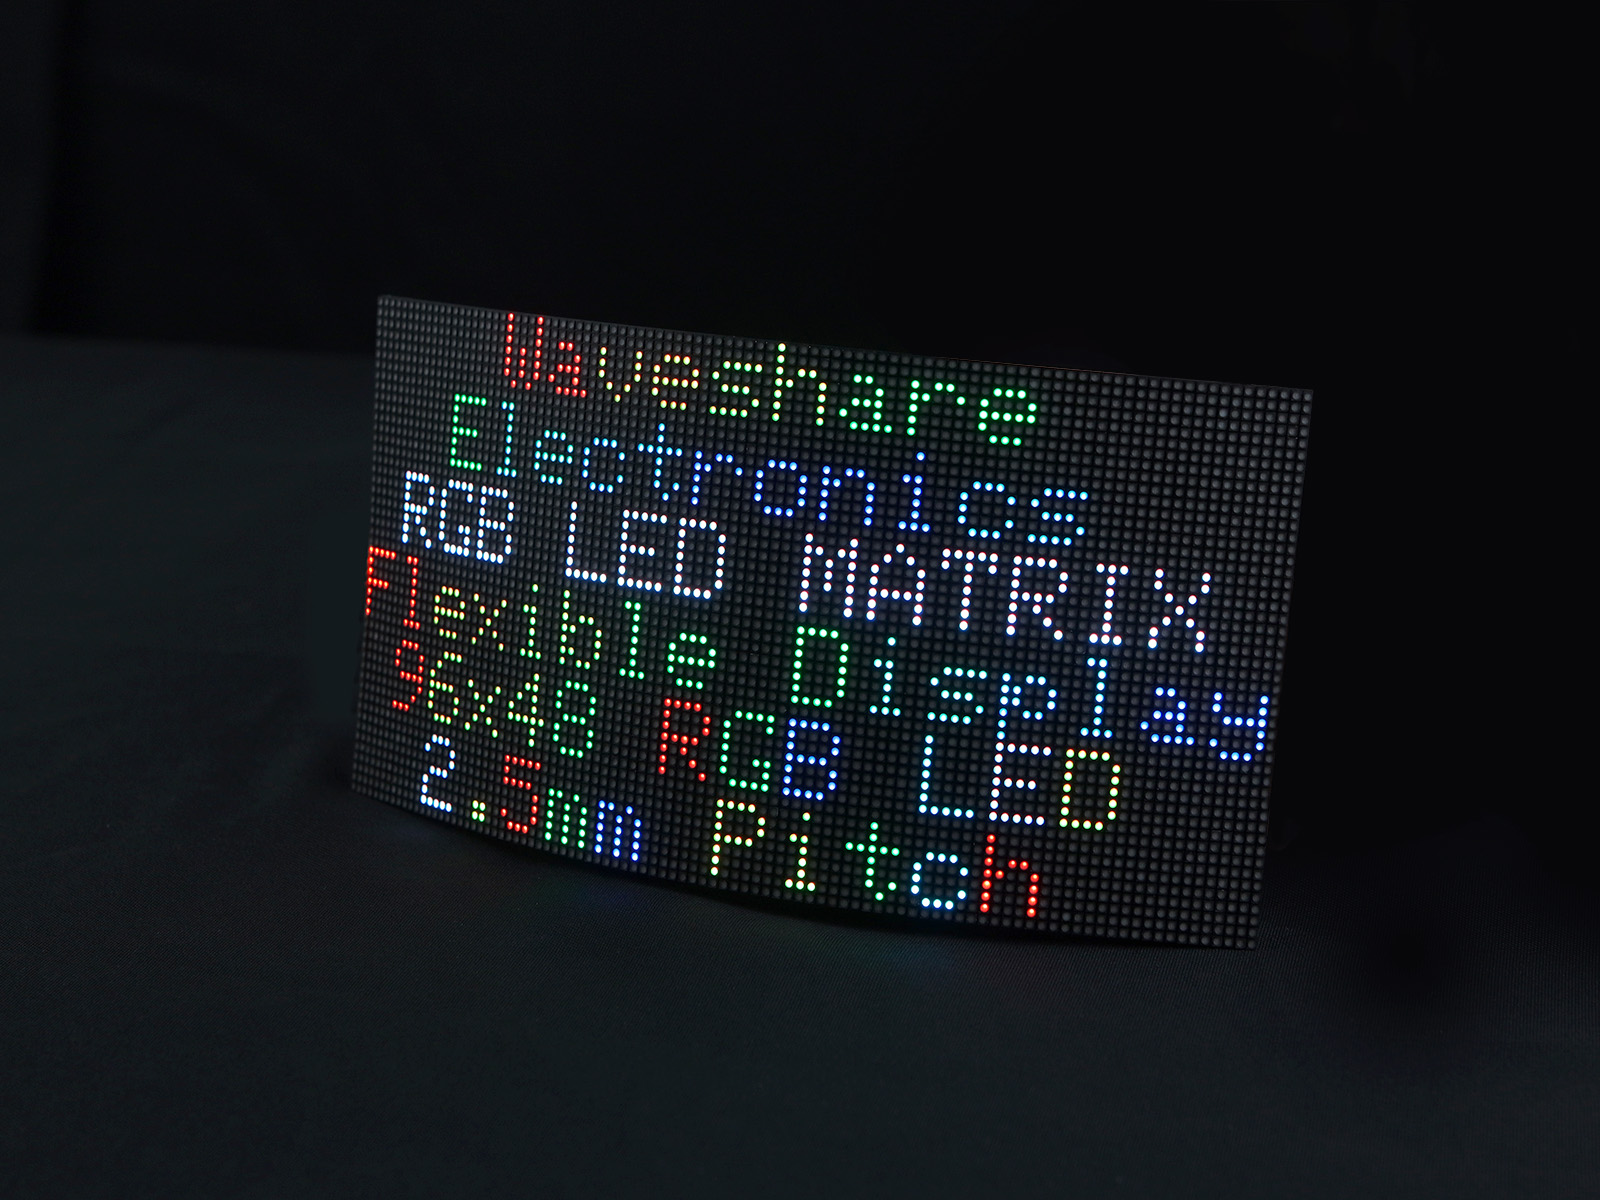 Waveshare
Electronics
RGB LED MATRIX
Flexible Display
96x48 RGB LED
2.5mm Pitch